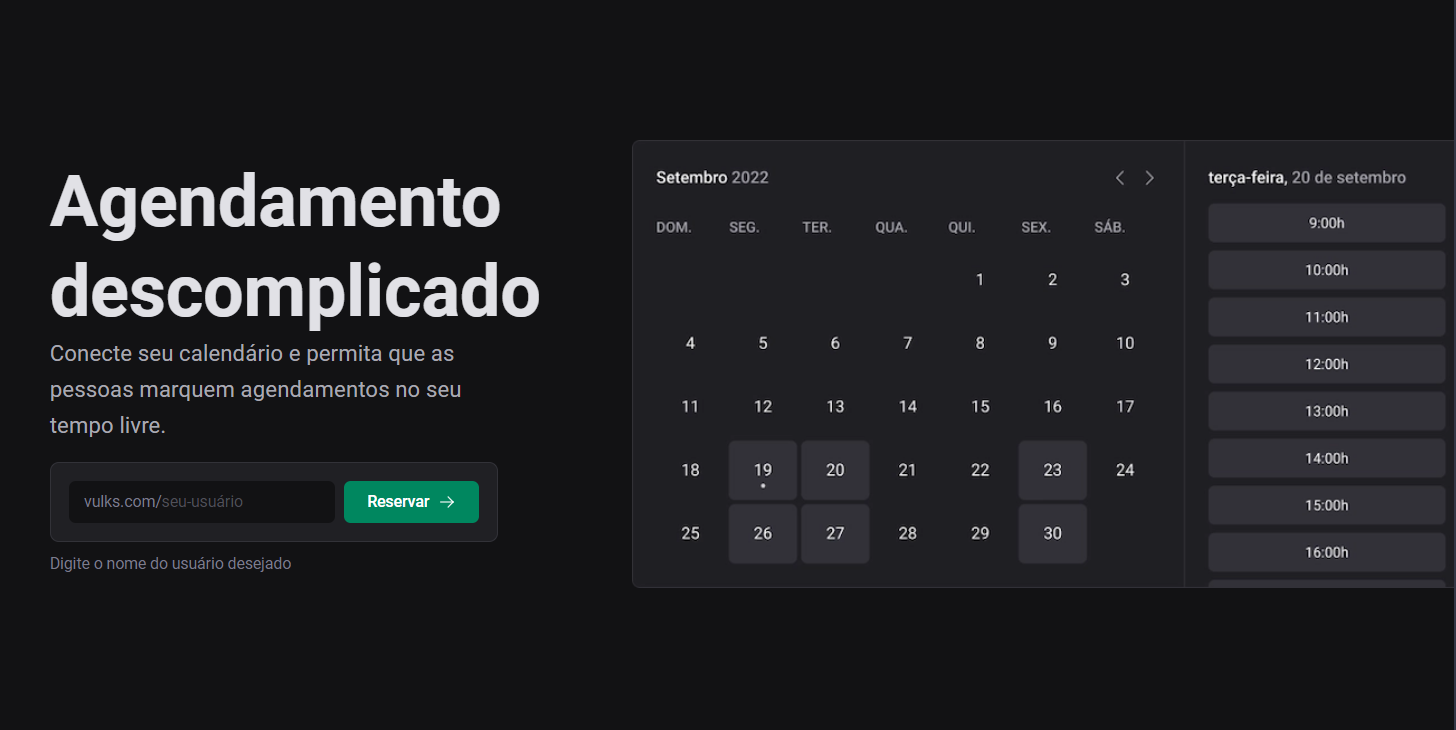 Agendamento
descomplicado
Conecte seu calendário e permita que as
pessoas marquem agendamentos no seu
tempo livre.
vulks.com/seu-usuário
Reservar →
Digite o nome do usuário desejado
Setembro 2022
DOM. SEG. TER. QUA. QUI. SEX. SÁB.
1 2 3
4 5 6 7 8 9 10
11 12 13 14 15 16 17
18 19 20 21 22 23 24
25 26 27 28 29 30
terça-feira, 20 de setembro
9:00h
10:00h
11:00h
12:00h
13:00h
14:00h
15:00h
16:00h